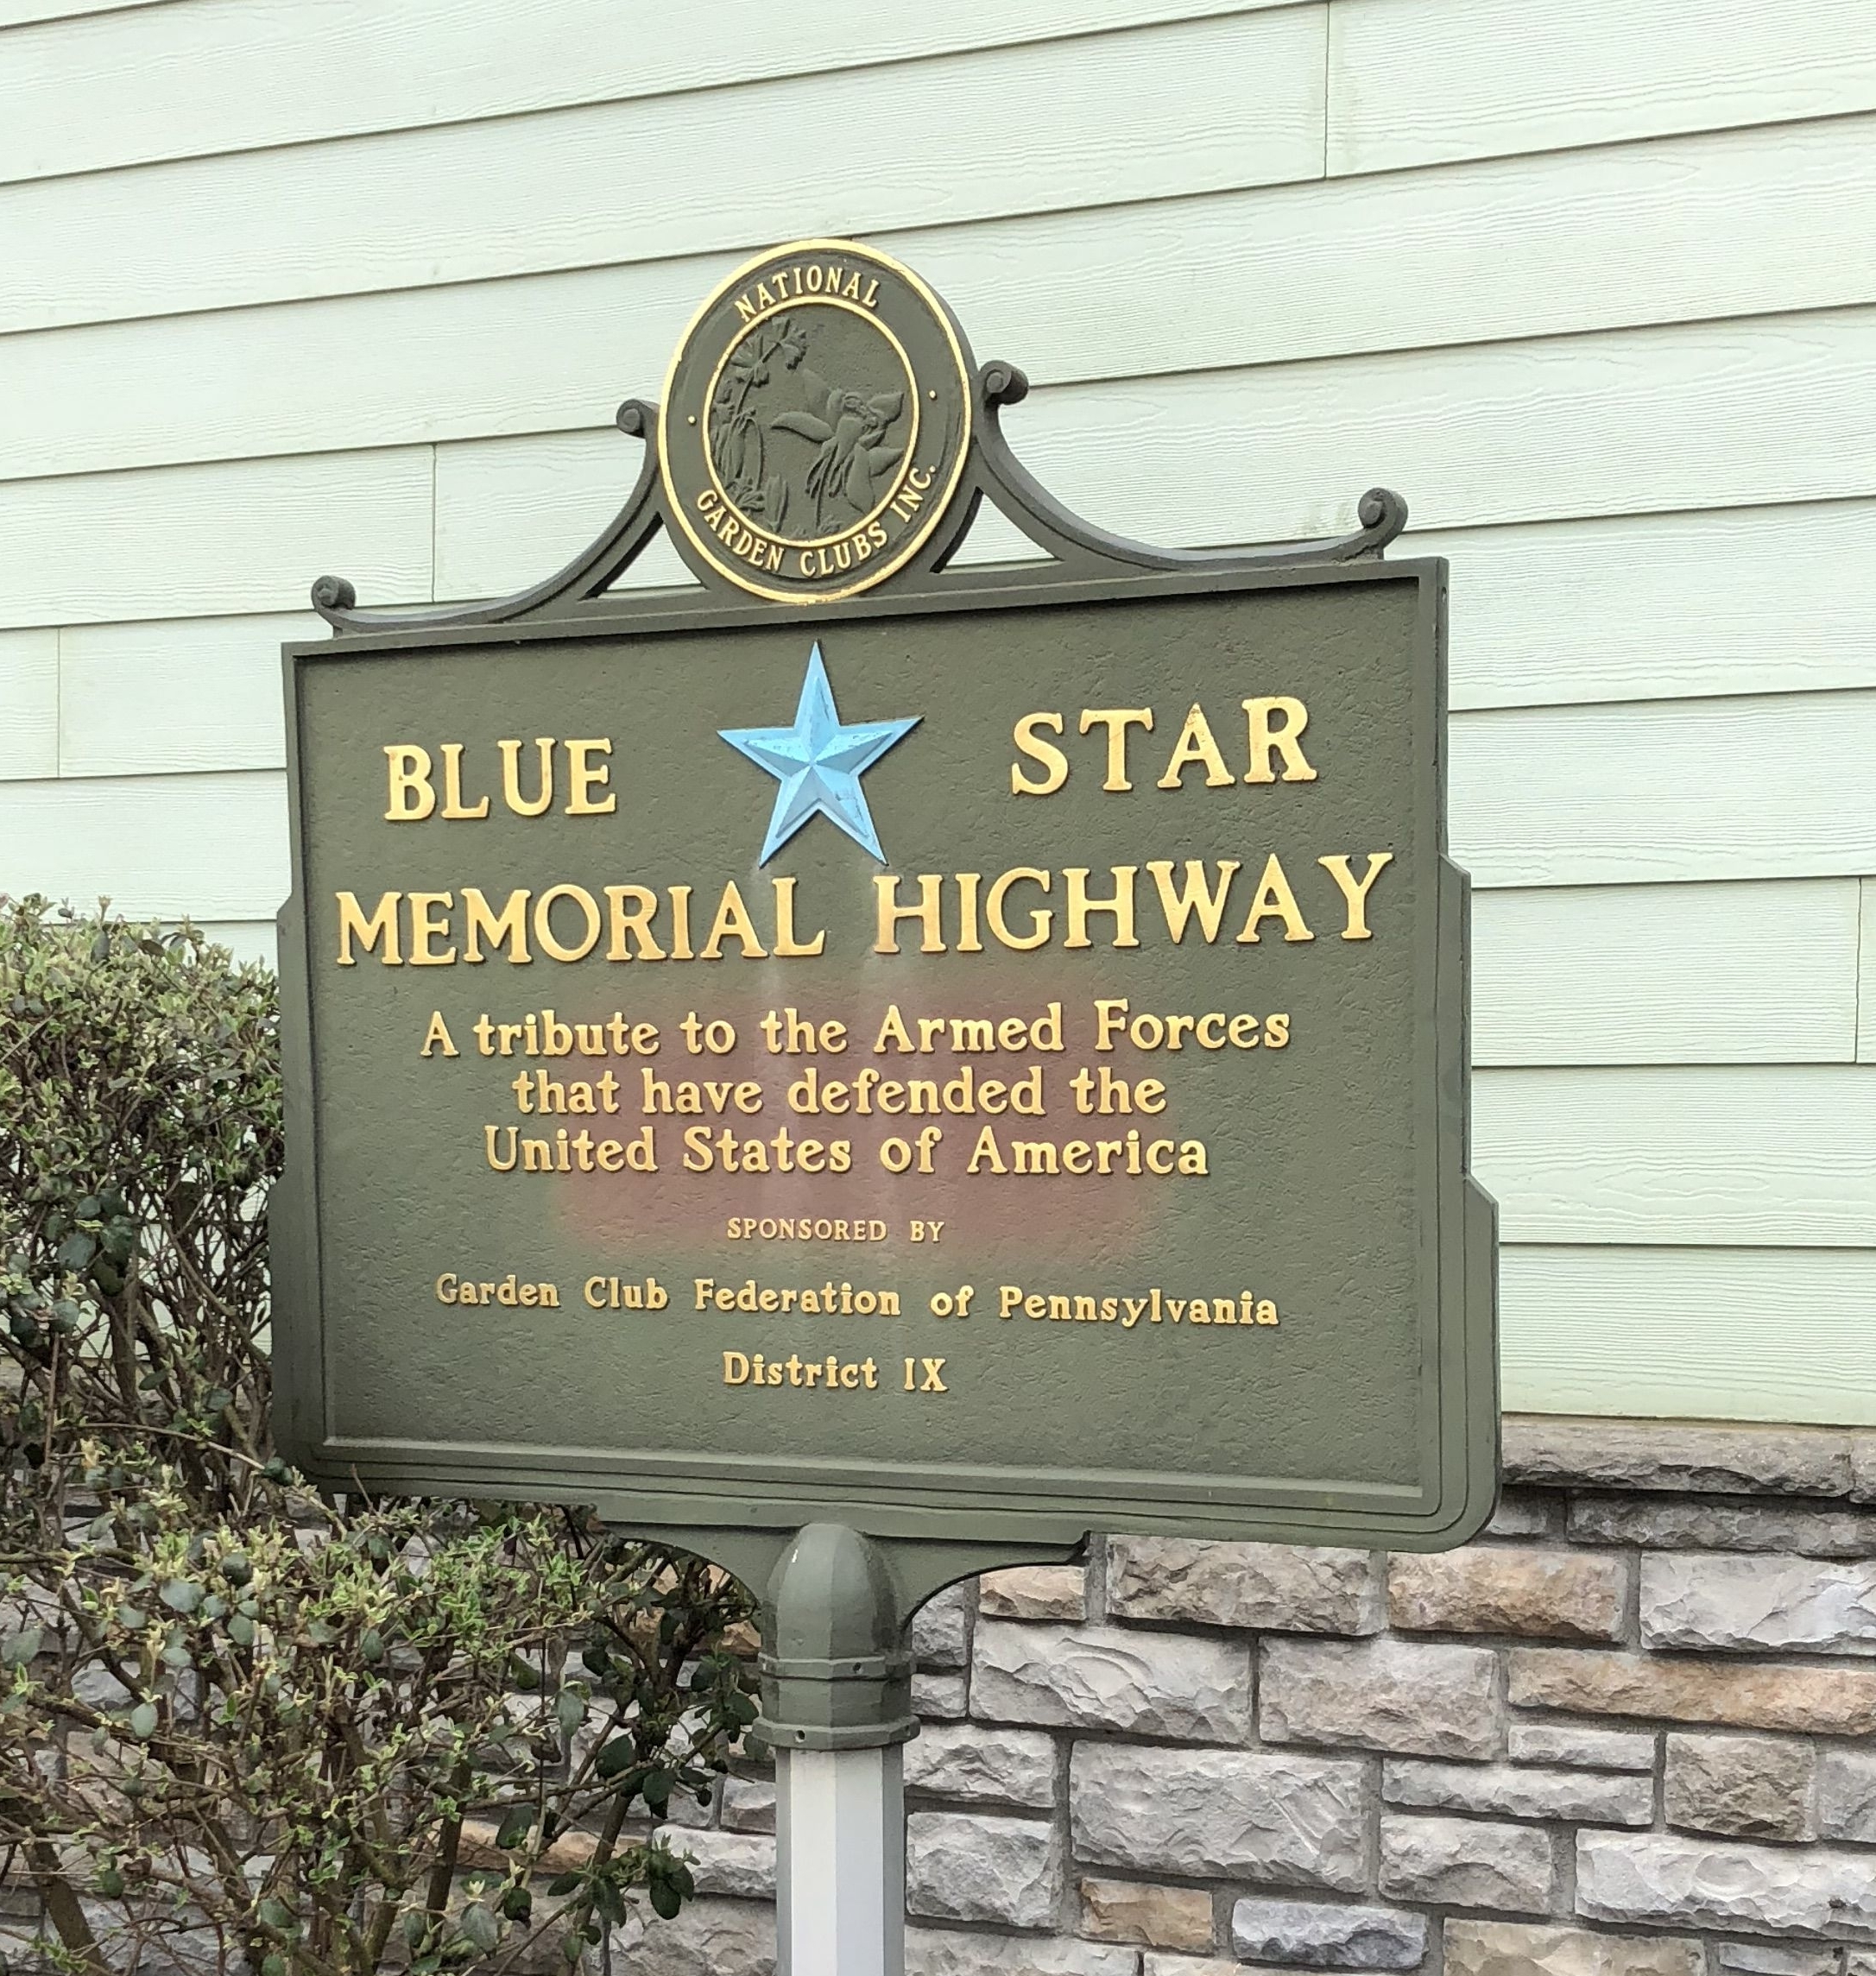 NATIONAL
GARDEN CLUBS INC.
BLUE STAR
MEMORIAL HIGHWAY
A tribute to the Armed Forces
that have defended the
United States of America
SPONSORED BY
Garden Club Federation of Pennsylvania
District IX